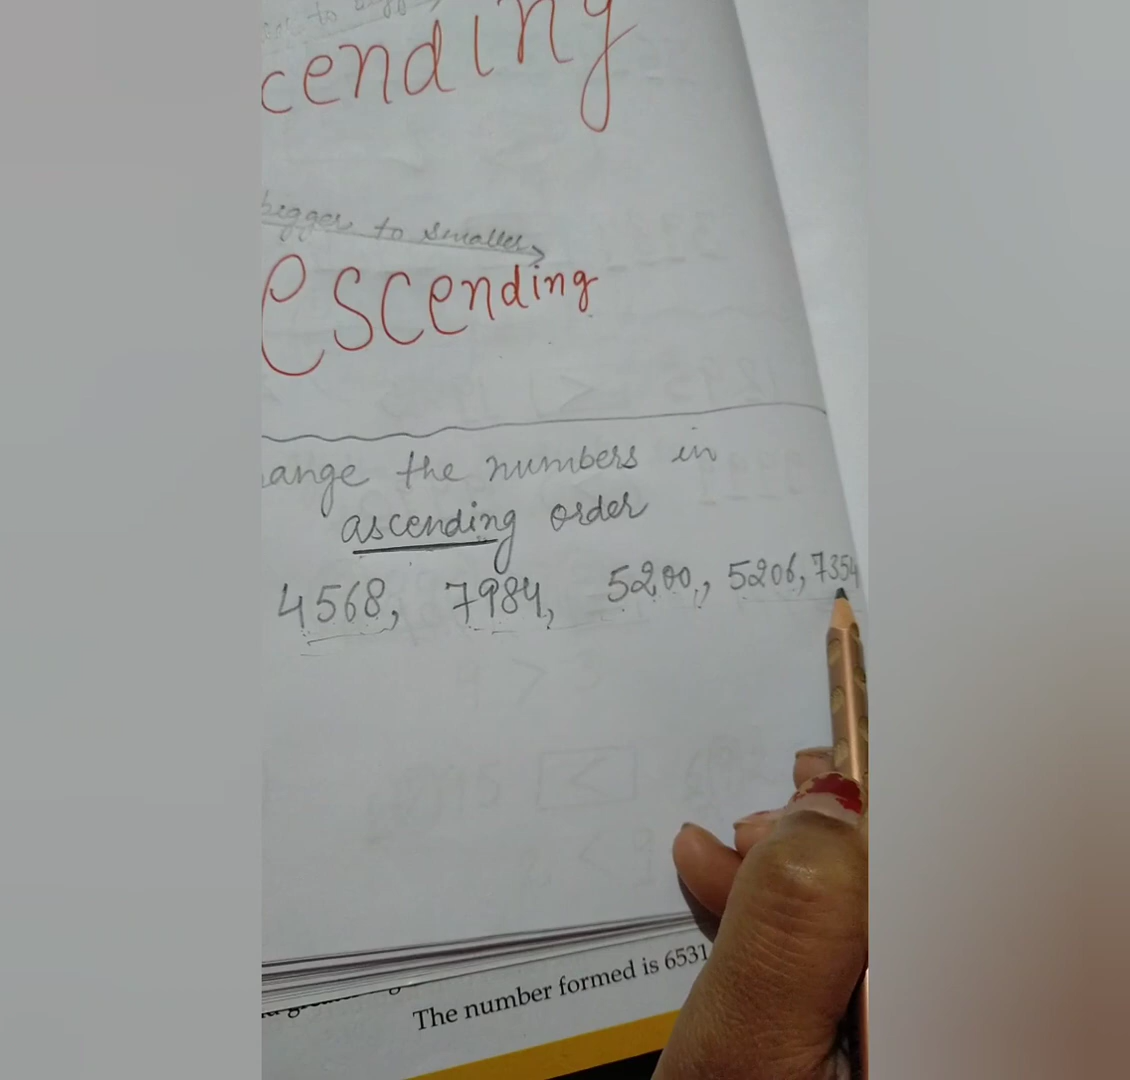 cending
bigger to smaller
escending
ange the numbers in
ascending order
4568, 7984, 5200, 5206, 7354
The number formed is 6531